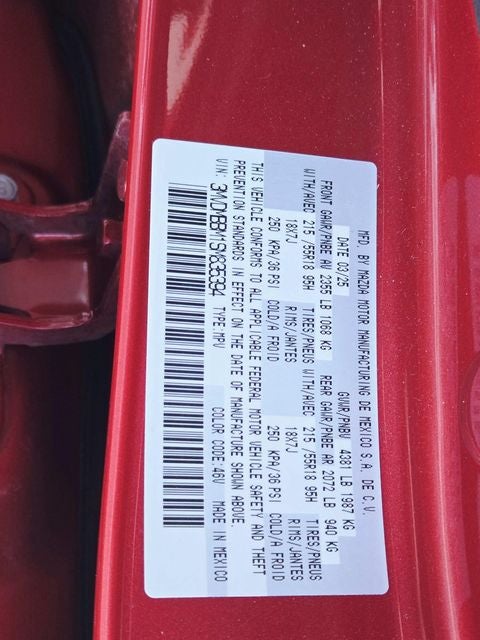 MFD. BY MAZDA MOTOR MANUFACTURING DE MEXICO S.A. DE C.V.
DATE 03/25 GVWR/PNBV 4381 LB 1987 KG
FRONT GAWR/PNBE AV 2355 LB 1068 KG REAR GAWR/PNBE AR 2072 LB 940 KG
WITH/AVEC 215 /55R18 95H TIRES/PNEUS WITH/AVEC 215 /55R18 95H TIRES/PNEUS
18X7J RIMS/JANTES 18X7J RIMS/JANTES
250 KPA/36 PSI COLD/A FROID 250 KPA/36 PSI COLD/A FROID
THIS VEHICLE CONFORMS TO ALL APPLICABLE FEDERAL MOTOR VEHICLE SAFETY AND THEFT
PREVENTION STANDARDS IN EFFECT ON THE DATE OF MANUFACTURE SHOWN ABOVE.
VIN: TYPE:MPV COLOR CODE:46V MADE IN MEXICO